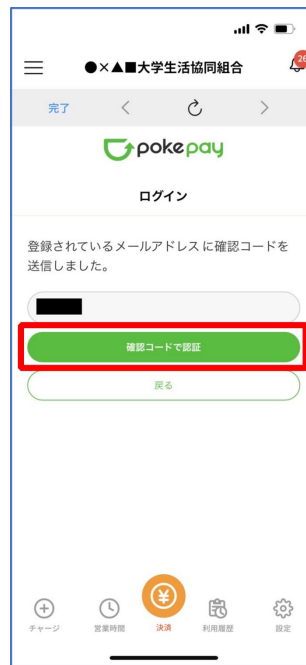 ●×▲■大学生活協同組合
26
完了
pokepay
ログイン
登録されているメールアドレスに確認コードを
送信しました。
確認コードで認証
戻る
チャージ
営業時間
決済
利用履歴
設定